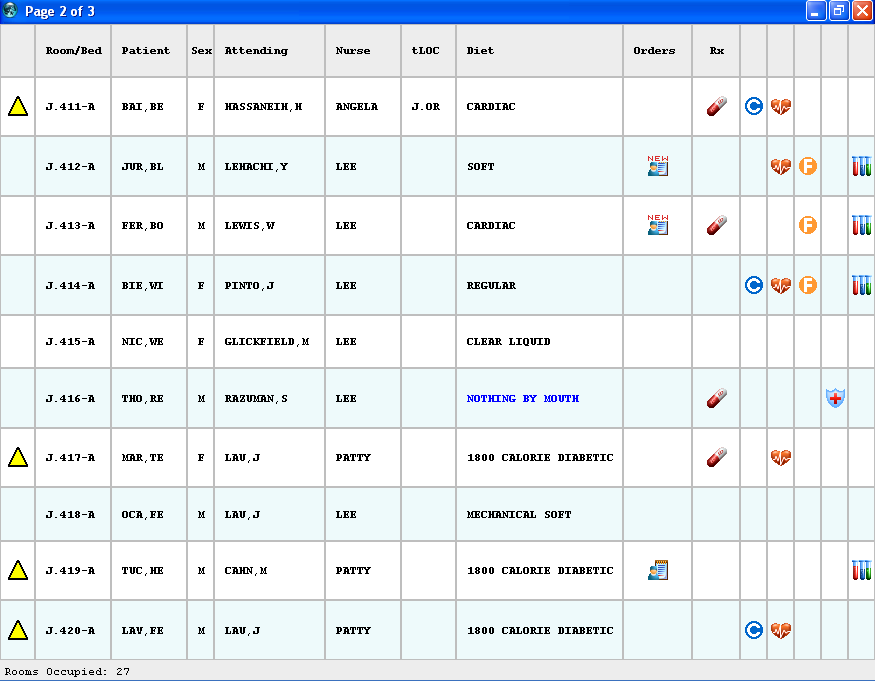 Page 2 of 3
Room/Bed Patient Sex Attending Nurse tLOC Diet Orders Rx
J.411-A BAI,BE F HASSANEIH,H ANGELA J.OR CARDIAC C
J.412-A JUR,BL M LEHACHI,Y LEE SOFT NEW F
J.413-A FER,BO M LEWIS,W LEE CARDIAC NEW F
J.414-A BIE,WI F PINTO,J LEE REGULAR C F
J.415-A NIC,WE F GLICKFIELD,M LEE CLEAR LIQUID
J.416-A THO,RE M RAZUMAN,S LEE NOTHING BY MOUTH
J.417-A MAR,TE F LAU,J PATTY 1800 CALORIE DIABETIC
J.418-A OCA,FE M LAU,J LEE MECHANICAL SOFT
J.419-A TUC,HE M CAHN,M PATTY 1800 CALORIE DIABETIC
J.420-A LAV,FE M LAU,J PATTY 1800 CALORIE DIABETIC C
Rooms Occupied: 27